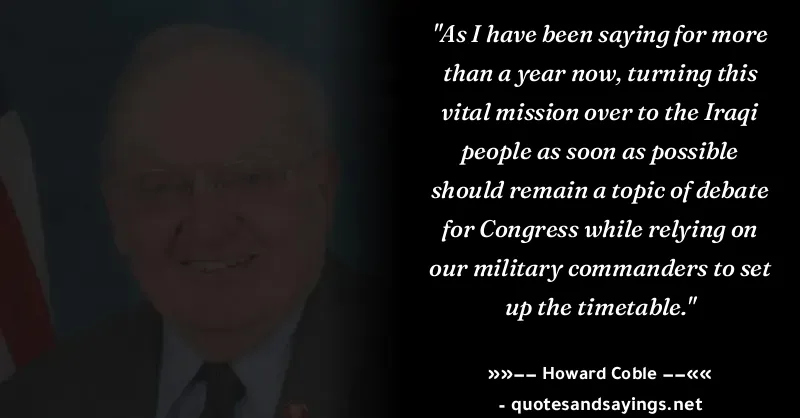 "As I have been saying for more
than a year now, turning this
vital mission over to the Iraqi
people as soon as possible
should remain a topic of debate
for Congress while relying on
our military commanders to set
up the timetable."
»»–– Howard Coble ––««
- quotesandsayings.net